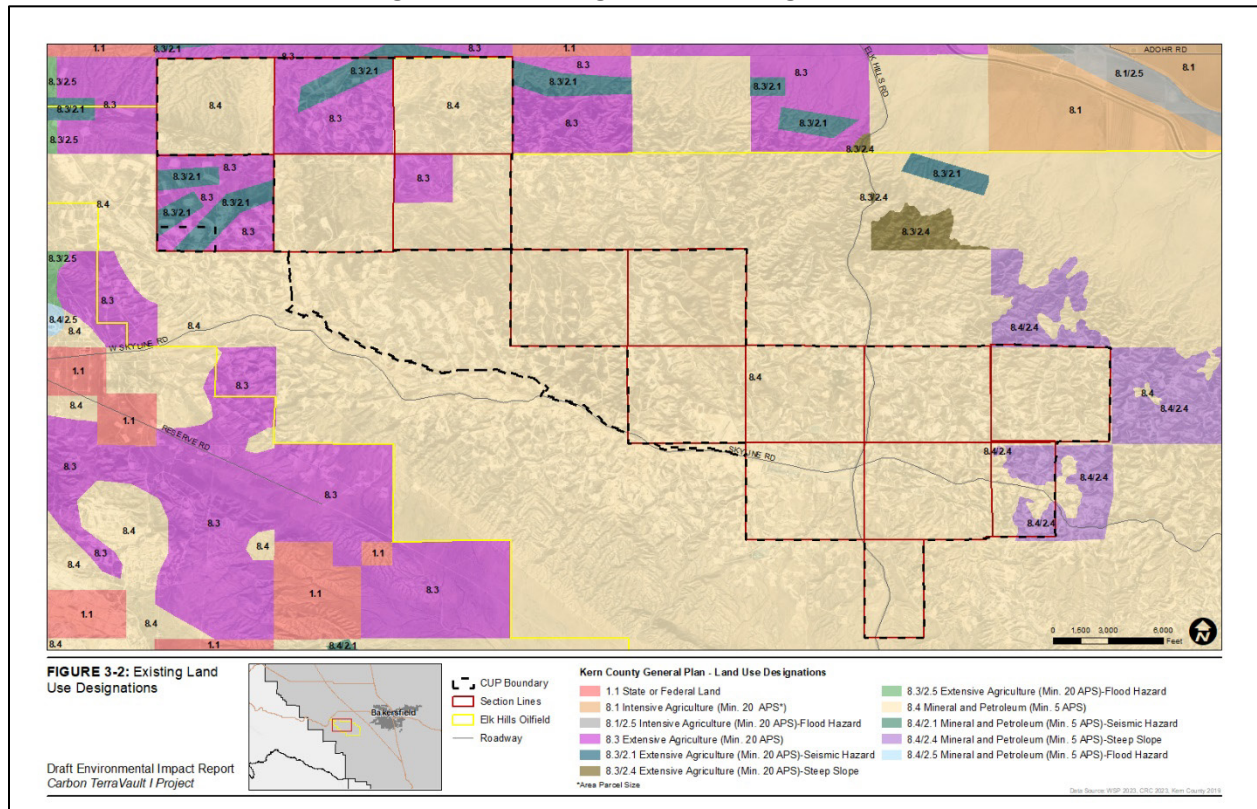 1.1
8.3/2.1
8.3
1.1
ELK HILLS RD
ADOHR RD
8.3/2.5
8.3
8.4
8.3/2.1
8.4
8.3
8.3
8.1/2.5
8.1
8.3/2.1
8.3/2.1
8.3/2.1
8.1
8.3/2.5
8.3
8.3
8.3/2.1
8.3/2.4
8.3
8.3/2.1
8.3
8.3/2.1
8.3
8.3/2.1
8.3/2.1
8.3/2.4
8.4
8.3
8.3/2.4
8.3/2.5
8.3
8.4/2.5
8.4
8.4
8.4/2.4
W SKYLINE RD
1.1
8.3
8.4
8.4
8.4/2.4
8.4
1.1
RESERVE RD
8.3
SKYLINE RD
8.4/2.4
8.3
8.4
8.3
8.4/2.4
8.3
8.4
1.1
8.3
1.1
1.1
8.4
8.4
1.1
8.4/2.1
0 1,500 3,000 6,000
Feet
N
FIGURE 3-2: Existing Land
Use Designations
Draft Environmental Impact Report
Carbon TerraVault I Project
Bakersfield
CUP Boundary
Section Lines
Elk Hills Oilfield
Roadway
Kern County General Plan - Land Use Designations
1.1 State or Federal Land
8.1 Intensive Agriculture (Min. 20 APS*)
8.1/2.5 Intensive Agriculture (Min. 20 APS)-Flood Hazard
8.3 Extensive Agriculture (Min. 20 APS)
8.3/2.1 Extensive Agriculture (Min. 20 APS)-Seismic Hazard
8.3/2.4 Extensive Agriculture (Min. 20 APS)-Steep Slope
*Area Parcel Size
8.3/2.5 Extensive Agriculture (Min. 20 APS)-Flood Hazard
8.4 Mineral and Petroleum (Min. 5 APS)
8.4/2.1 Mineral and Petroleum (Min. 5 APS)-Seismic Hazard
8.4/2.4 Mineral and Petroleum (Min. 5 APS)-Steep Slope
8.4/2.5 Mineral and Petroleum (Min. 5 APS)-Flood Hazard
Data Source: WSP 2023, CRC 2023, Kern County 2019